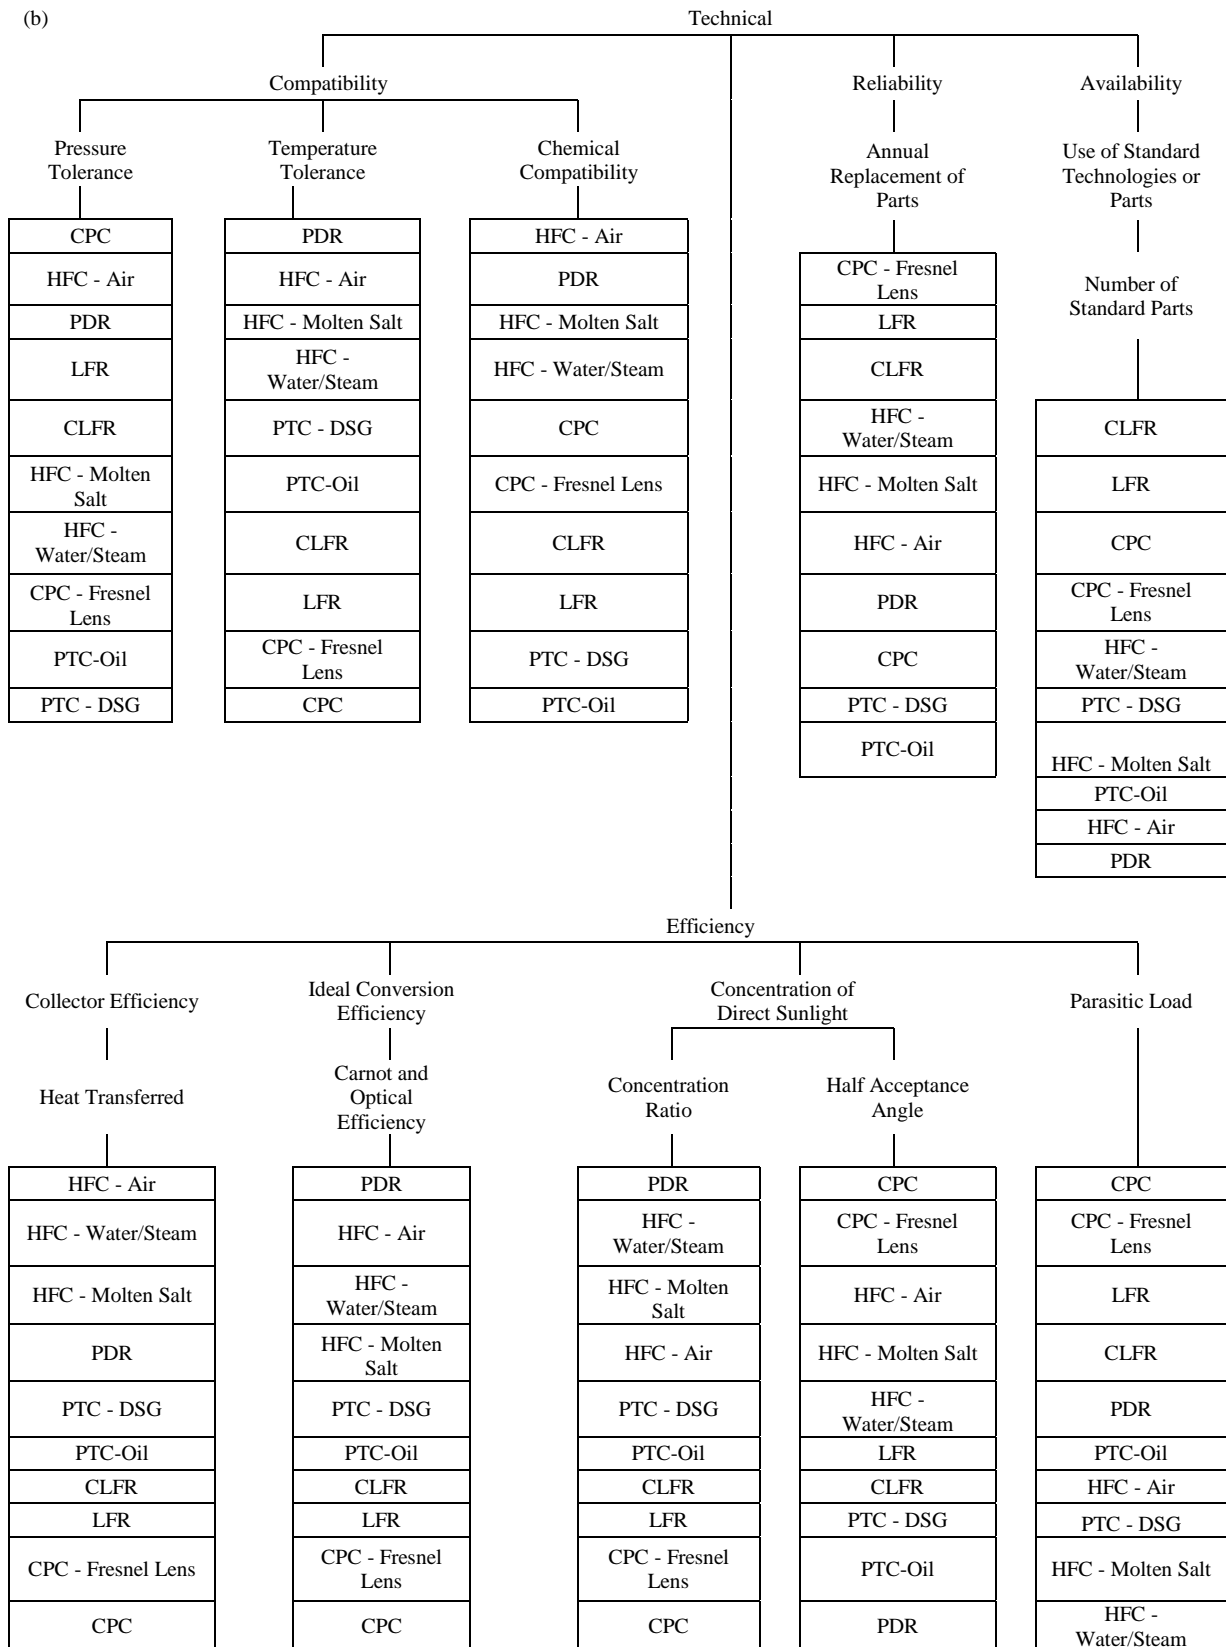 (b)
Technical
Compatibility
Reliability
Availability
Pressure
Tolerance
Temperature
Tolerance
Chemical
Compatibility
Annual
Replacement of
Parts
Use of Standard
Technologies or
Parts
Number of
Standard Parts
CPC
HFC - Air
PDR
LFR
CLFR
HFC - Molten
Salt
HFC -
Water/Steam
CPC - Fresnel
Lens
PTC-Oil
PTC - DSG
PDR
HFC - Air
HFC - Molten Salt
HFC -
Water/Steam
PTC - DSG
PTC-Oil
CLFR
LFR
CPC - Fresnel
Lens
CPC
HFC - Air
PDR
HFC - Molten Salt
HFC - Water/Steam
CPC
CPC - Fresnel Lens
CLFR
LFR
PTC - DSG
PTC-Oil
CPC - Fresnel
Lens
LFR
CLFR
HFC -
Water/Steam
HFC - Molten Salt
HFC - Air
PDR
CPC
PTC - DSG
PTC-Oil
CLFR
LFR
CPC
CPC - Fresnel
Lens
HFC -
Water/Steam
PTC - DSG
HFC - Molten Salt
PTC-Oil
HFC - Air
PDR
Efficiency
Collector Efficiency
Ideal Conversion
Efficiency
Concentration of
Direct Sunlight
Parasitic Load
Heat Transferred
Carnot and
Optical
Efficiency
Concentration
Ratio
Half Acceptance
Angle
HFC - Air
HFC - Water/Steam
HFC - Molten Salt
PDR
PTC - DSG
PTC-Oil
CLFR
LFR
CPC - Fresnel Lens
CPC
PDR
HFC - Air
HFC -
Water/Steam
HFC - Molten
Salt
PTC - DSG
PTC-Oil
CLFR
LFR
CPC - Fresnel
Lens
CPC
PDR
HFC -
Water/Steam
HFC - Molten
Salt
HFC - Air
PTC - DSG
PTC-Oil
CLFR
LFR
CPC - Fresnel
Lens
CPC
CPC
CPC - Fresnel
Lens
HFC - Air
HFC - Molten Salt
HFC -
Water/Steam
LFR
CLFR
PTC - DSG
PTC-Oil
PDR
CPC
CPC - Fresnel
Lens
LFR
CLFR
PDR
PTC-Oil
HFC - Air
PTC - DSG
HFC - Molten Salt
HFC -
Water/Steam